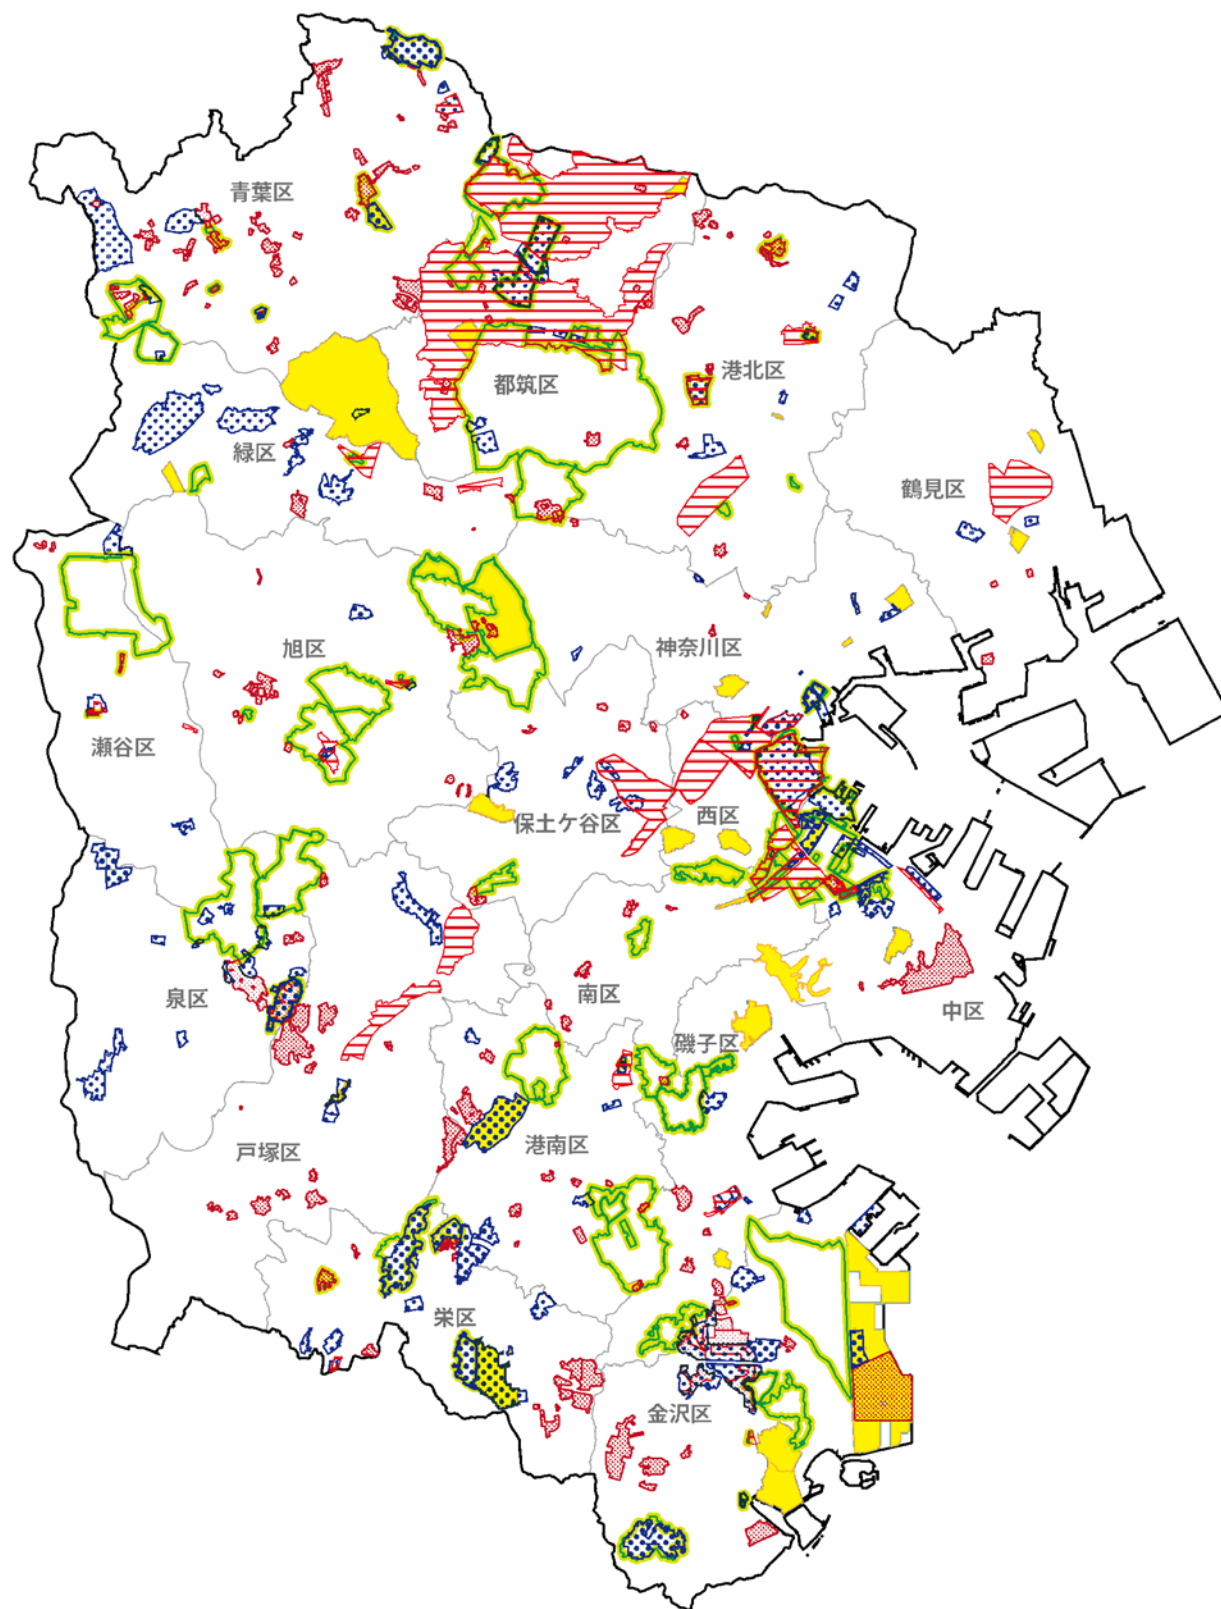 青葉区
都筑区
港北区
緑区
鶴見区
旭区
神奈川区
瀬谷区
保土ケ谷区
西区
泉区
南区
中区
磯子区
戸塚区
港南区
栄区
金沢区